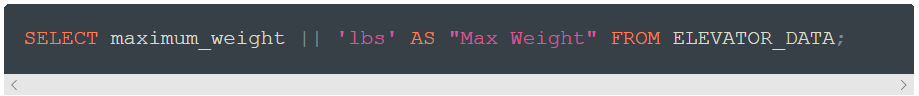 SELECT maximum_weight || 'lbs' AS "Max Weight" FROM ELEVATOR_DATA;